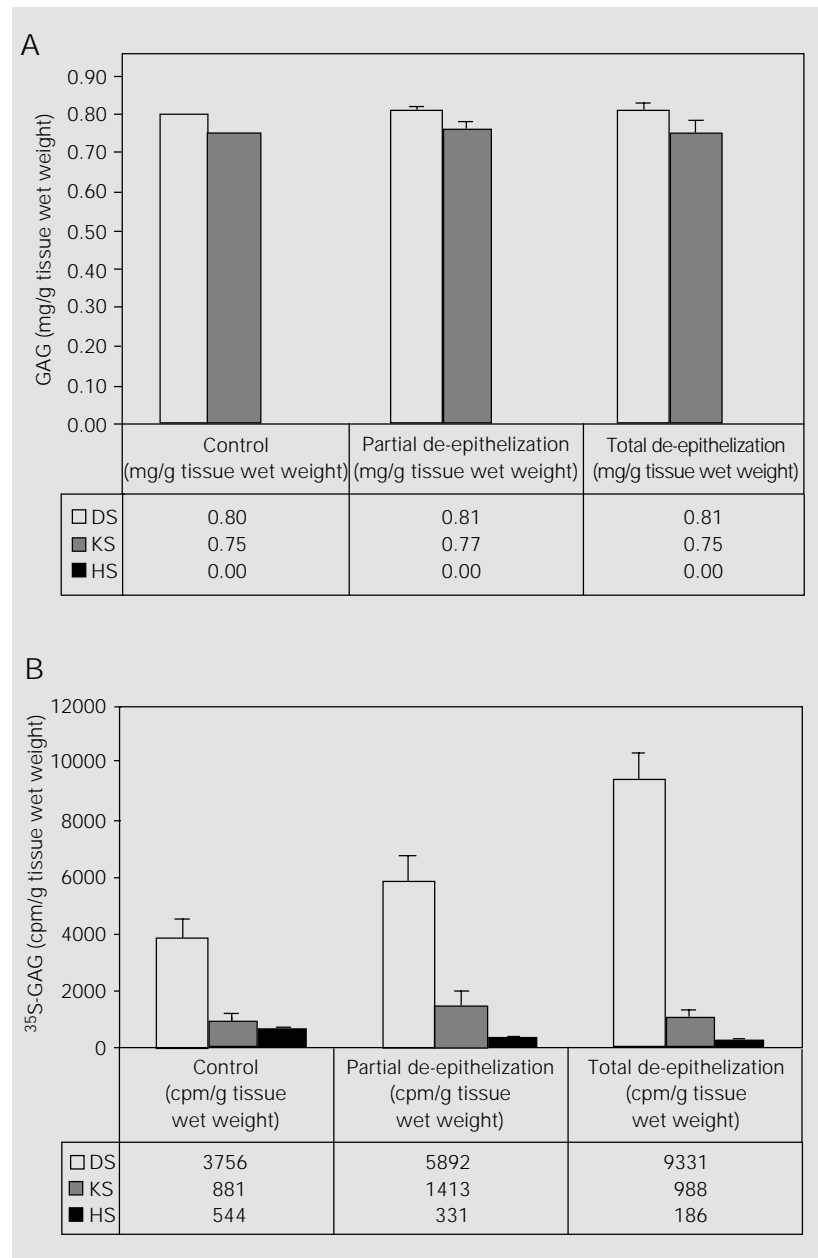 A
GAG (mg/g tissue wet weight)
0.90
0.80
0.70
0.60
0.50
0.40
0.30
0.20
0.10
0.00
Control
(mg/g tissue wet weight)
Partial de-epithelization
(mg/g tissue wet weight)
Total de-epithelization
(mg/g tissue wet weight)
DS 0.80 0.81 0.81
KS 0.75 0.77 0.75
HS 0.00 0.00 0.00
B
³⁵S-GAG (cpm/g tissue wet weight)
12000
10000
8000
6000
4000
2000
0
Control
(cpm/g tissue
wet weight)
Partial de-epithelization
(cpm/g tissue
wet weight)
Total de-epithelization
(cpm/g tissue
wet weight)
DS 3756 5892 9331
KS 881 1413 988
HS 544 331 186